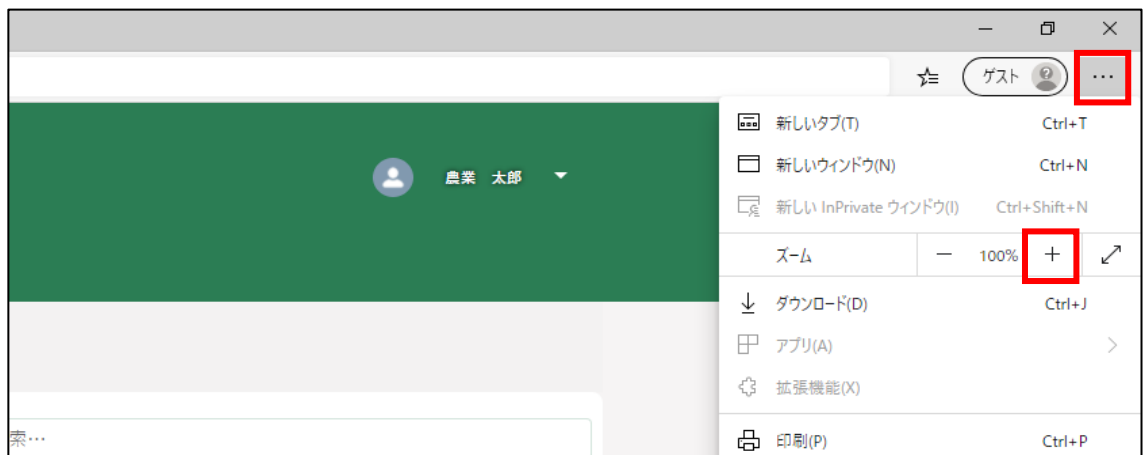 ゲスト
農業 太郎
新しいタブ(T) Ctrl+T
新しいウィンドウ(N) Ctrl+N
新しい InPrivate ウィンドウ(I) Ctrl+Shift+N
ズーム 100%
ダウンロード(D) Ctrl+J
アプリ(A)
拡張機能(X)
索…
印刷(P) Ctrl+P